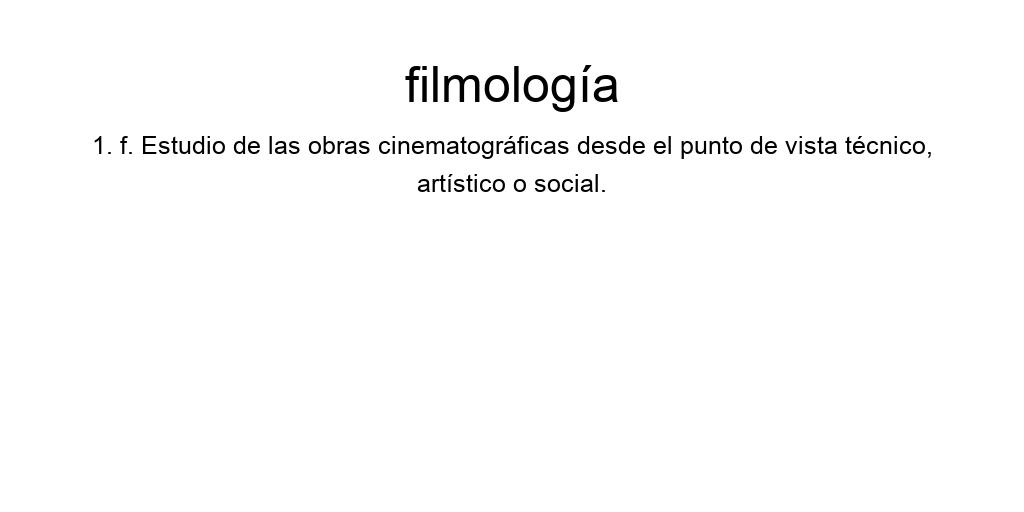 filmología
1. f. Estudio de las obras cinematográficas desde el punto de vista técnico,
artístico o social.